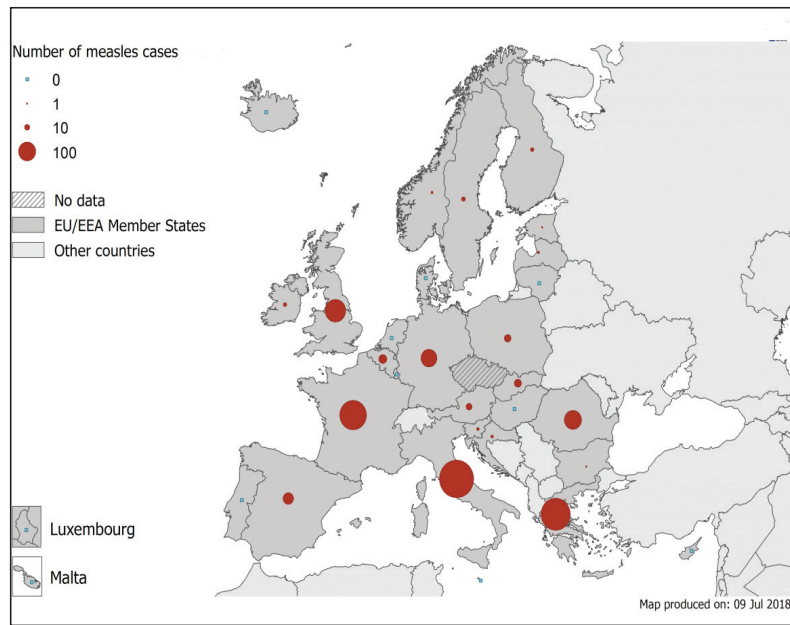 Number of measles cases
0
1
10
100
No data
EU/EEA Member States
Other countries
Luxembourg
Malta
Map produced on: 09 Jul 2018